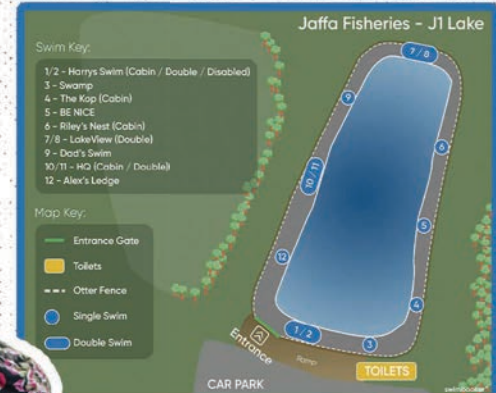 Jaffa Fisheries - J1 Lake
Swim Key:
1/2 - Harrys Swim (Cabin / Double / Disabled)
3 - Swamp
4 - The Kop (Cabin)
5 - BE NICE
6 - Riley's Nest (Cabin)
7/8 - LakeView (Double)
9 - Dad's Swim
10/11 - HQ (Cabin / Double)
12 - Alex's Ledge
Map Key:
Entrance Gate
Toilets
Otter Fence
Single Swim
Double Swim
7 / 8
9
6
10 / 11
5
12
4
1 / 2
3
Entrance
Ramp
TOILETS
CAR PARK
swimbooker